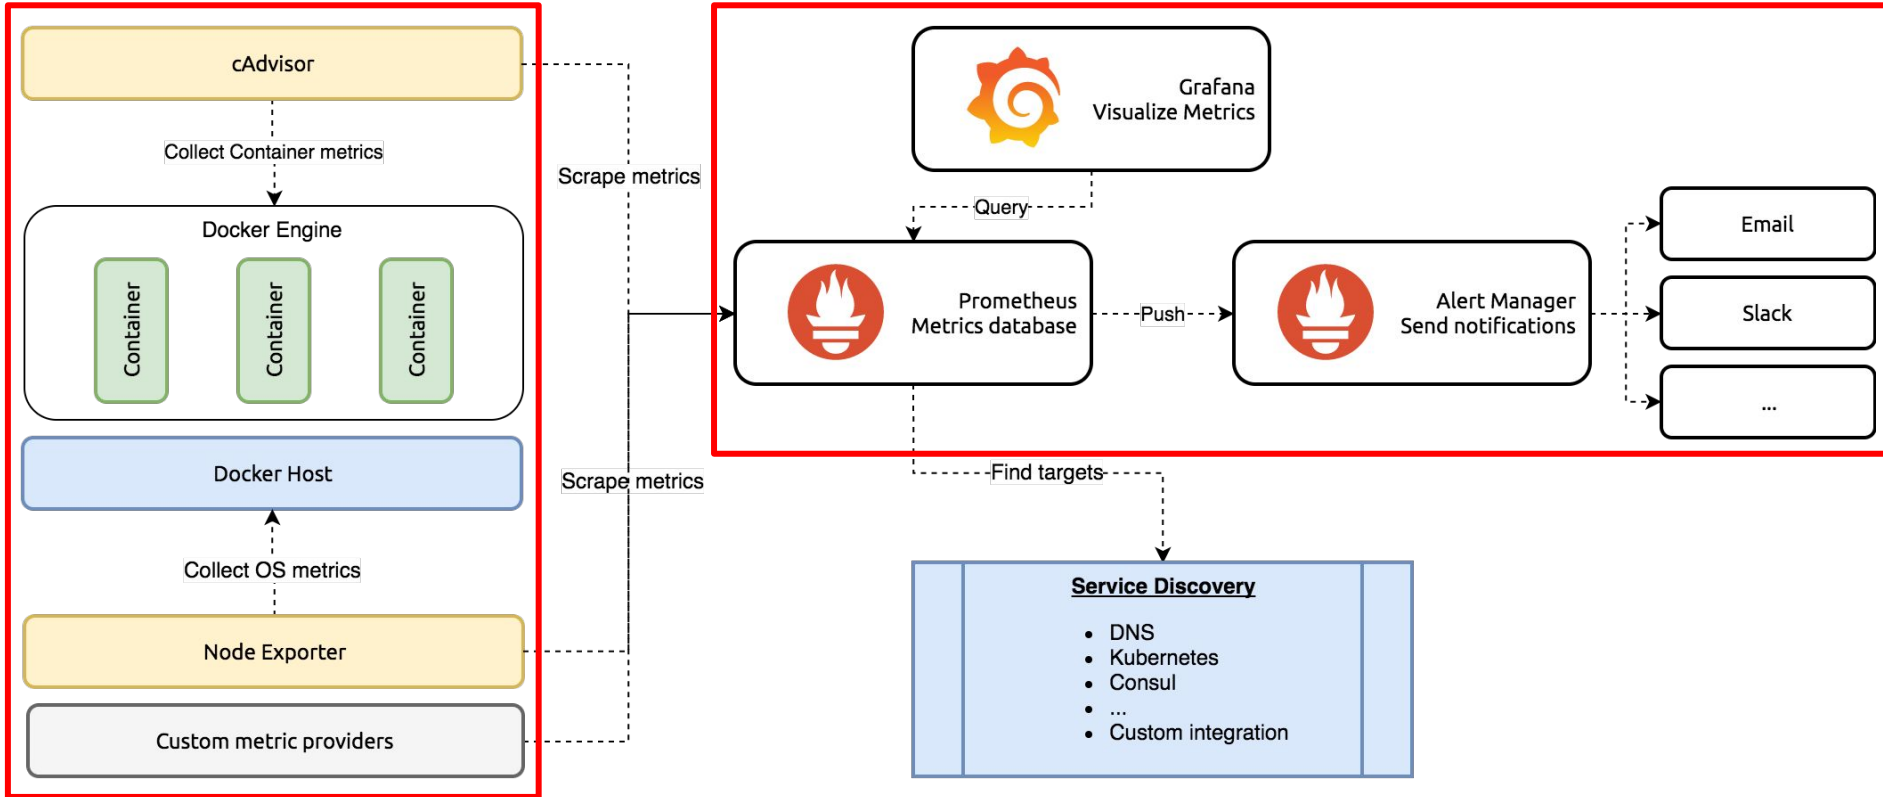 cAdvisor
Collect Container metrics
Docker Engine
Container
Container
Container
Docker Host
Collect OS metrics
Node Exporter
Custom metric providers
Scrape metrics
Scrape metrics
Grafana
Visualize Metrics
Query
Prometheus
Metrics database
Push
Alert Manager
Send notifications
Email
Slack
...
Find targets
Service Discovery
• DNS
• Kubernetes
• Consul
• ...
• Custom integration